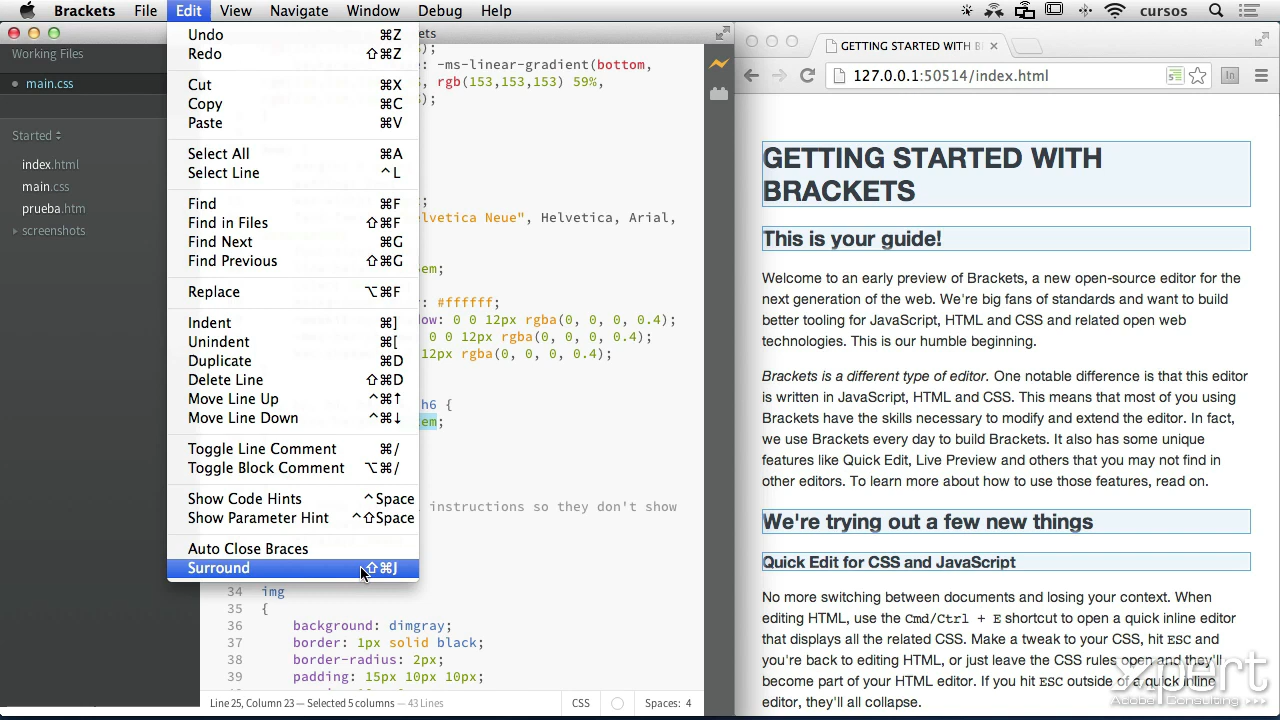 Brackets File Edit View Navigate Window Debug Help cursos
Working Files
main.css
Started
index.html
main.css
prueba.htm
screenshots
Undo ⌘Z
Redo ⇧⌘Z
Cut ⌘X
Copy ⌘C
Paste ⌘V
Select All ⌘A
Select Line ^L
Find ⌘F
Find in Files ⇧⌘F
Find Next ⌘G
Find Previous ⇧⌘G
Replace ⌥⌘F
Indent ⌘]
Unindent ⌘[
Duplicate ⌘D
Delete Line ⇧⌘D
Move Line Up ^⌘↑
Move Line Down ^⌘↓
Toggle Line Comment ⌘/
Toggle Block Comment ⌥⌘/
Show Code Hints ^Space
Show Parameter Hint ^⇧Space
Auto Close Braces
Surround ⇧⌘J
ets
);
: -ms-linear-gradient(bottom,
, rgb(153,153,153) 59%,
);
;
lvetica Neue", Helvetica, Arial,
em;
: #ffffff;
ow: 0 0 12px rgba(0, 0, 0, 0.4);
0 0 12px rgba(0, 0, 0, 0.4);
12px rgba(0, 0, 0, 0.4);
h6 {
em;
instructions so they don't show
34 img
35 {
36 background: dimgray;
37 border: 1px solid black;
38 border-radius: 2px;
39 padding: 15px 10px 10px;
Line 25, Column 23 — Selected 5 columns — 43 Lines CSS Spaces: 4
GETTING STARTED WITH B
127.0.0.1:50514/index.html
GETTING STARTED WITH
BRACKETS
This is your guide!
Welcome to an early preview of Brackets, a new open-source editor for the
next generation of the web. We're big fans of standards and want to build
better tooling for JavaScript, HTML and CSS and related open web
technologies. This is our humble beginning.
Brackets is a different type of editor. One notable difference is that this editor
is written in JavaScript, HTML and CSS. This means that most of you using
Brackets have the skills necessary to modify and extend the editor. In fact,
we use Brackets every day to build Brackets. It also has some unique
features like Quick Edit, Live Preview and others that you may not find in
other editors. To learn more about how to use those features, read on.
We're trying out a few new things
Quick Edit for CSS and JavaScript
No more switching between documents and losing your context. When
editing HTML, use the Cmd/Ctrl + E shortcut to open a quick inline editor
that displays all the related CSS. Make a tweak to your CSS, hit ESC and
you're back to editing HTML, or just leave the CSS rules open and they'll
become part of your HTML editor. If you hit ESC outside of a quick inline
editor, they'll all collapse.
xpert
Adobe Consulting >>>